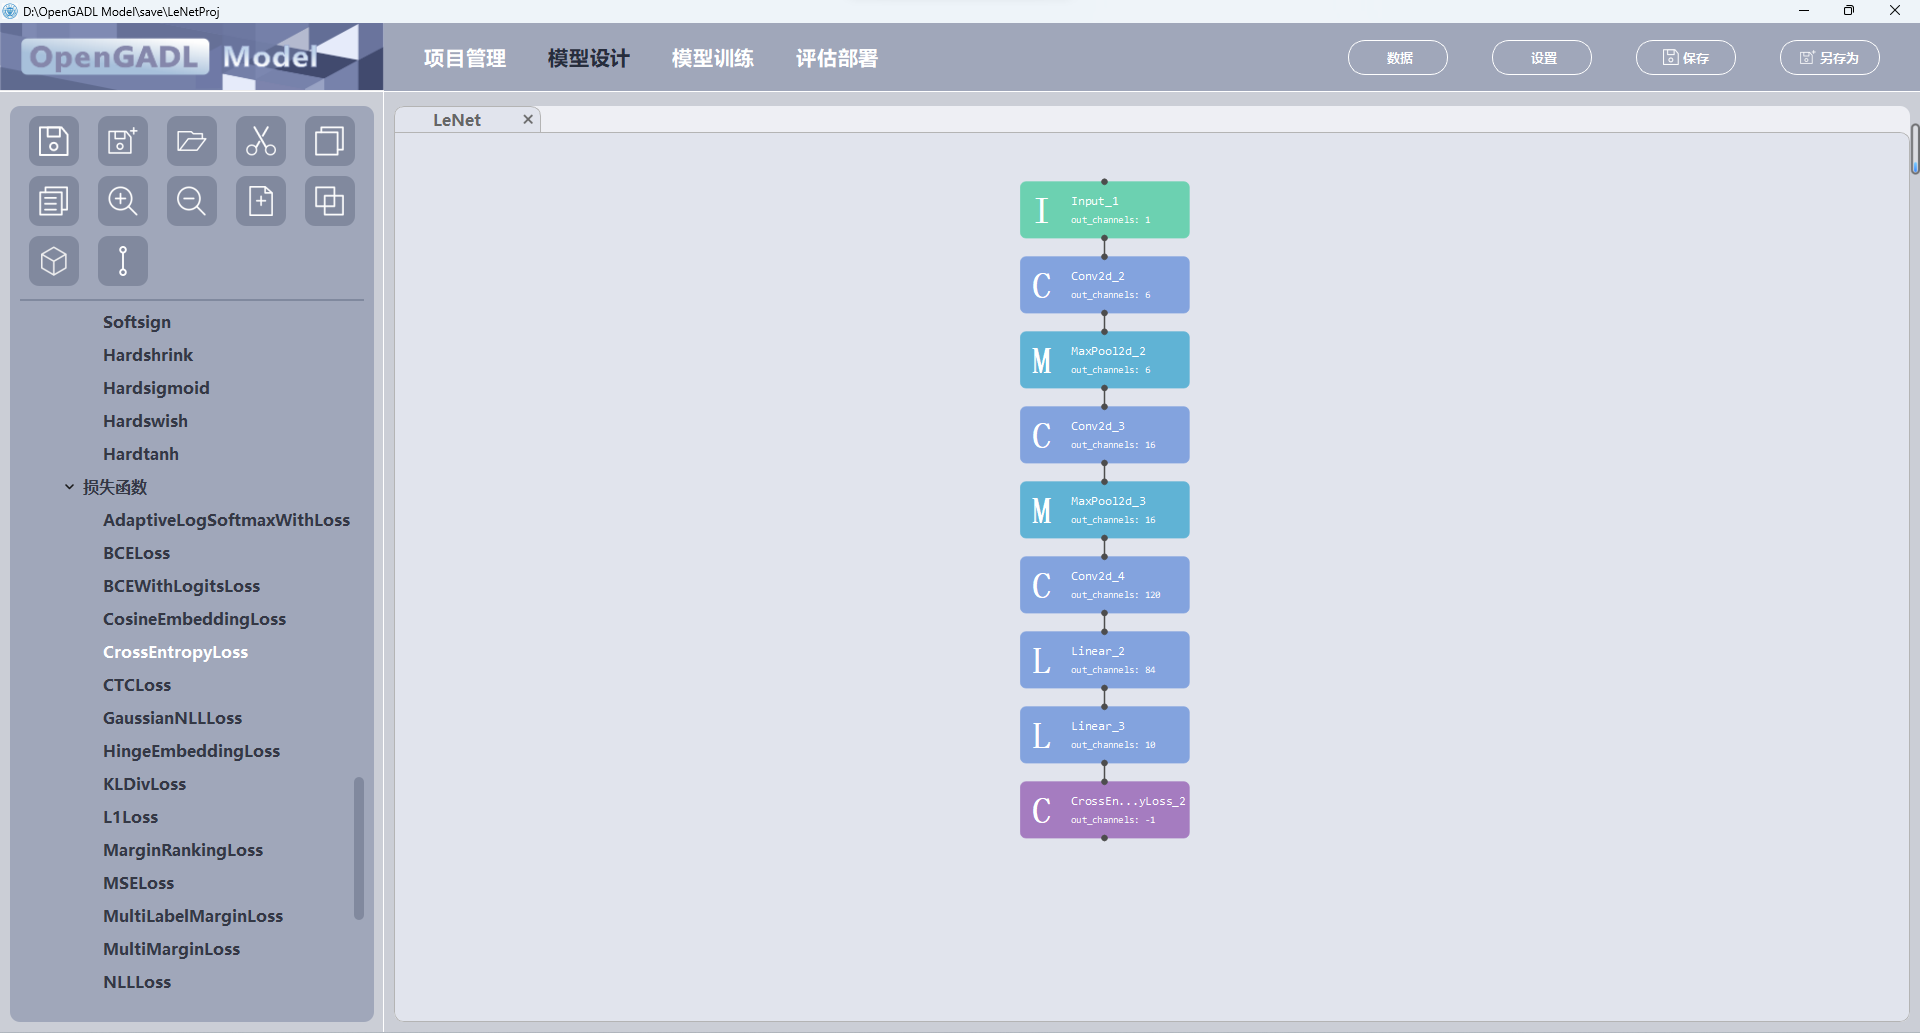 D:\OpenGADL Model\save\LeNetProj
OpenGADL Model
项目管理 模型设计 模型训练 评估部署
数据 设置 保存 另存为
LeNet
Softsign
Hardshrink
Hardsigmoid
Hardswish
Hardtanh
损失函数
AdaptiveLogSoftmaxWithLoss
BCELoss
BCEWithLogitsLoss
CosineEmbeddingLoss
CrossEntropyLoss
CTCLoss
GaussianNLLLoss
HingeEmbeddingLoss
KLDivLoss
L1Loss
MarginRankingLoss
MSELoss
MultiLabelMarginLoss
MultiMarginLoss
NLLLoss
I
Input_1
out_channels: 1
C
Conv2d_2
out_channels: 6
M
MaxPool2d_2
out_channels: 6
C
Conv2d_3
out_channels: 16
M
MaxPool2d_3
out_channels: 16
C
Conv2d_4
out_channels: 120
L
Linear_2
out_channels: 84
L
Linear_3
out_channels: 10
C
CrossEn...yLoss_2
out_channels: -1